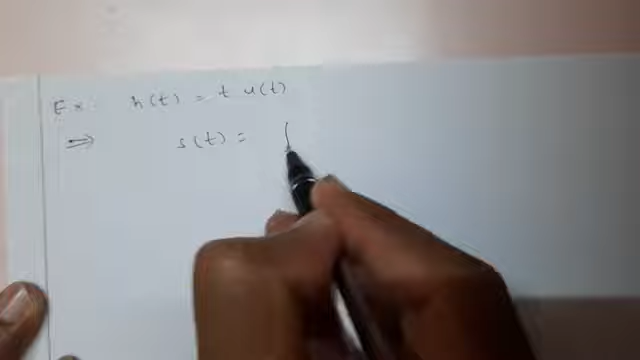 Ex: h(t) = t u(t)
⇒ s(t) = ∫